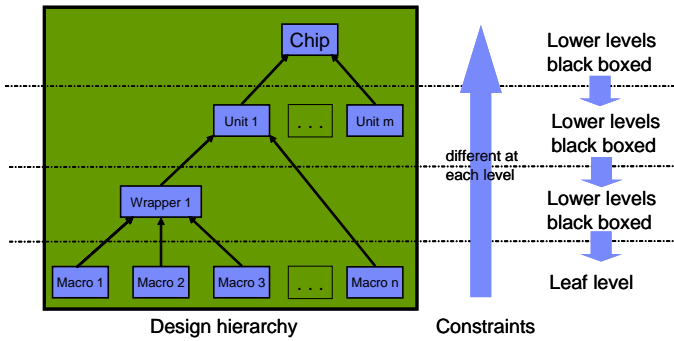 Chip
Lower levels
black boxed
Unit 1
. . .
Unit m
Lower levels
black boxed
different at
each level
Wrapper 1
Lower levels
black boxed
Macro 1
Macro 2
Macro 3
. . .
Macro n
Leaf level
Design hierarchy
Constraints